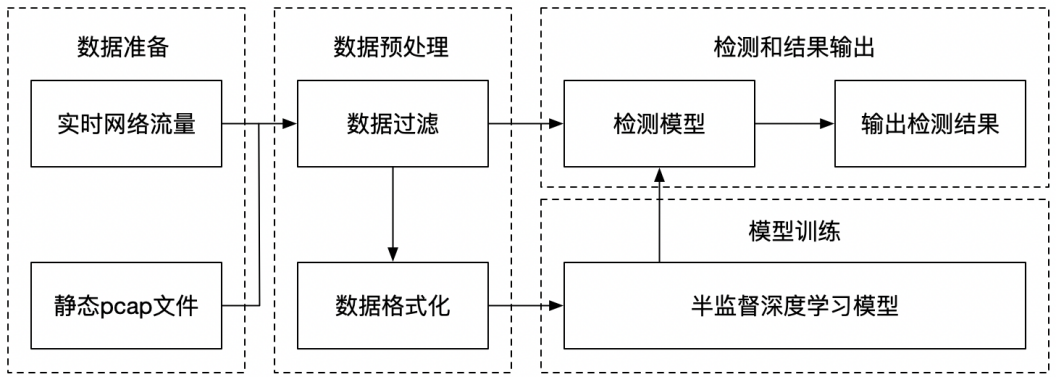 数据准备
数据预处理
检测和结果输出
实时网络流量
数据过滤
检测模型
输出检测结果
模型训练
静态pcap文件
数据格式化
半监督深度学习模型